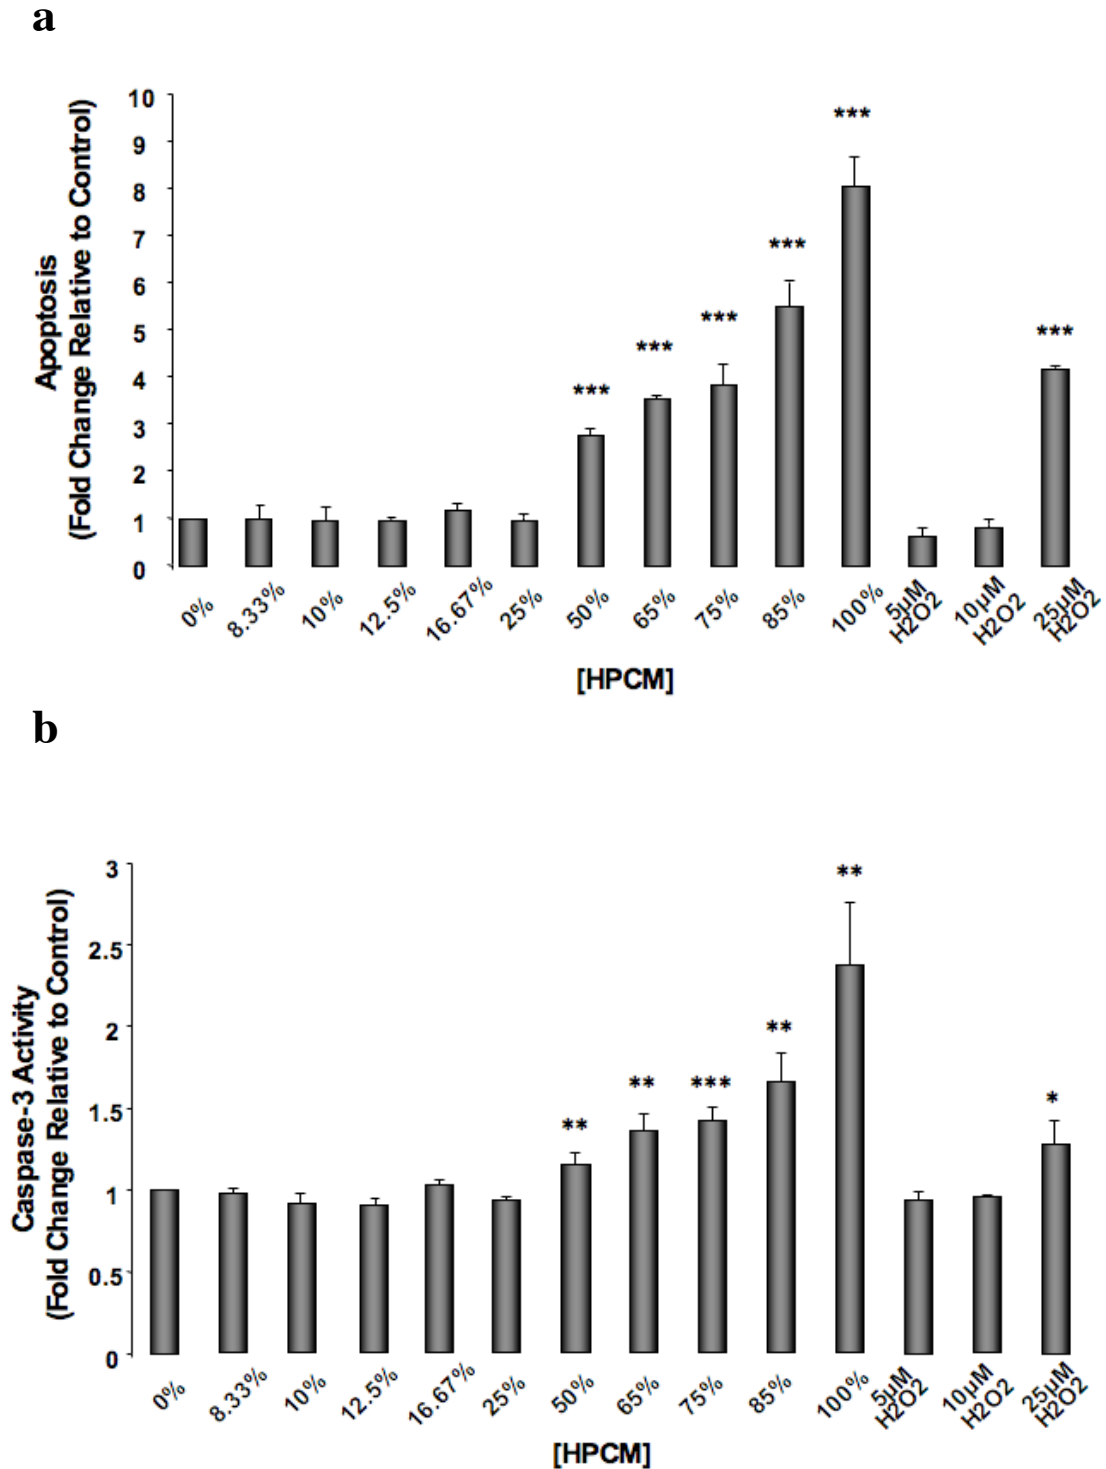 a
Apoptosis
(Fold Change Relative to Control)
10
9
8
7
6
5
4
3
2
1
0
***
***
***
***
***
***
0%
8.33%
10%
12.5%
16.67%
25%
50%
65%
75%
85%
100%
5µM
H2O2
10µM
H2O2
25µM
H2O2
[HPCM]
b
Caspase-3 Activity
(Fold Change Relative to Control)
3
2.5
2
1.5
1
0.5
0
**
**
***
**
**
*
0%
8.33%
10%
12.5%
16.67%
25%
50%
65%
75%
85%
100%
5µM
H2O2
10µM
H2O2
25µM
H2O2
[HPCM]